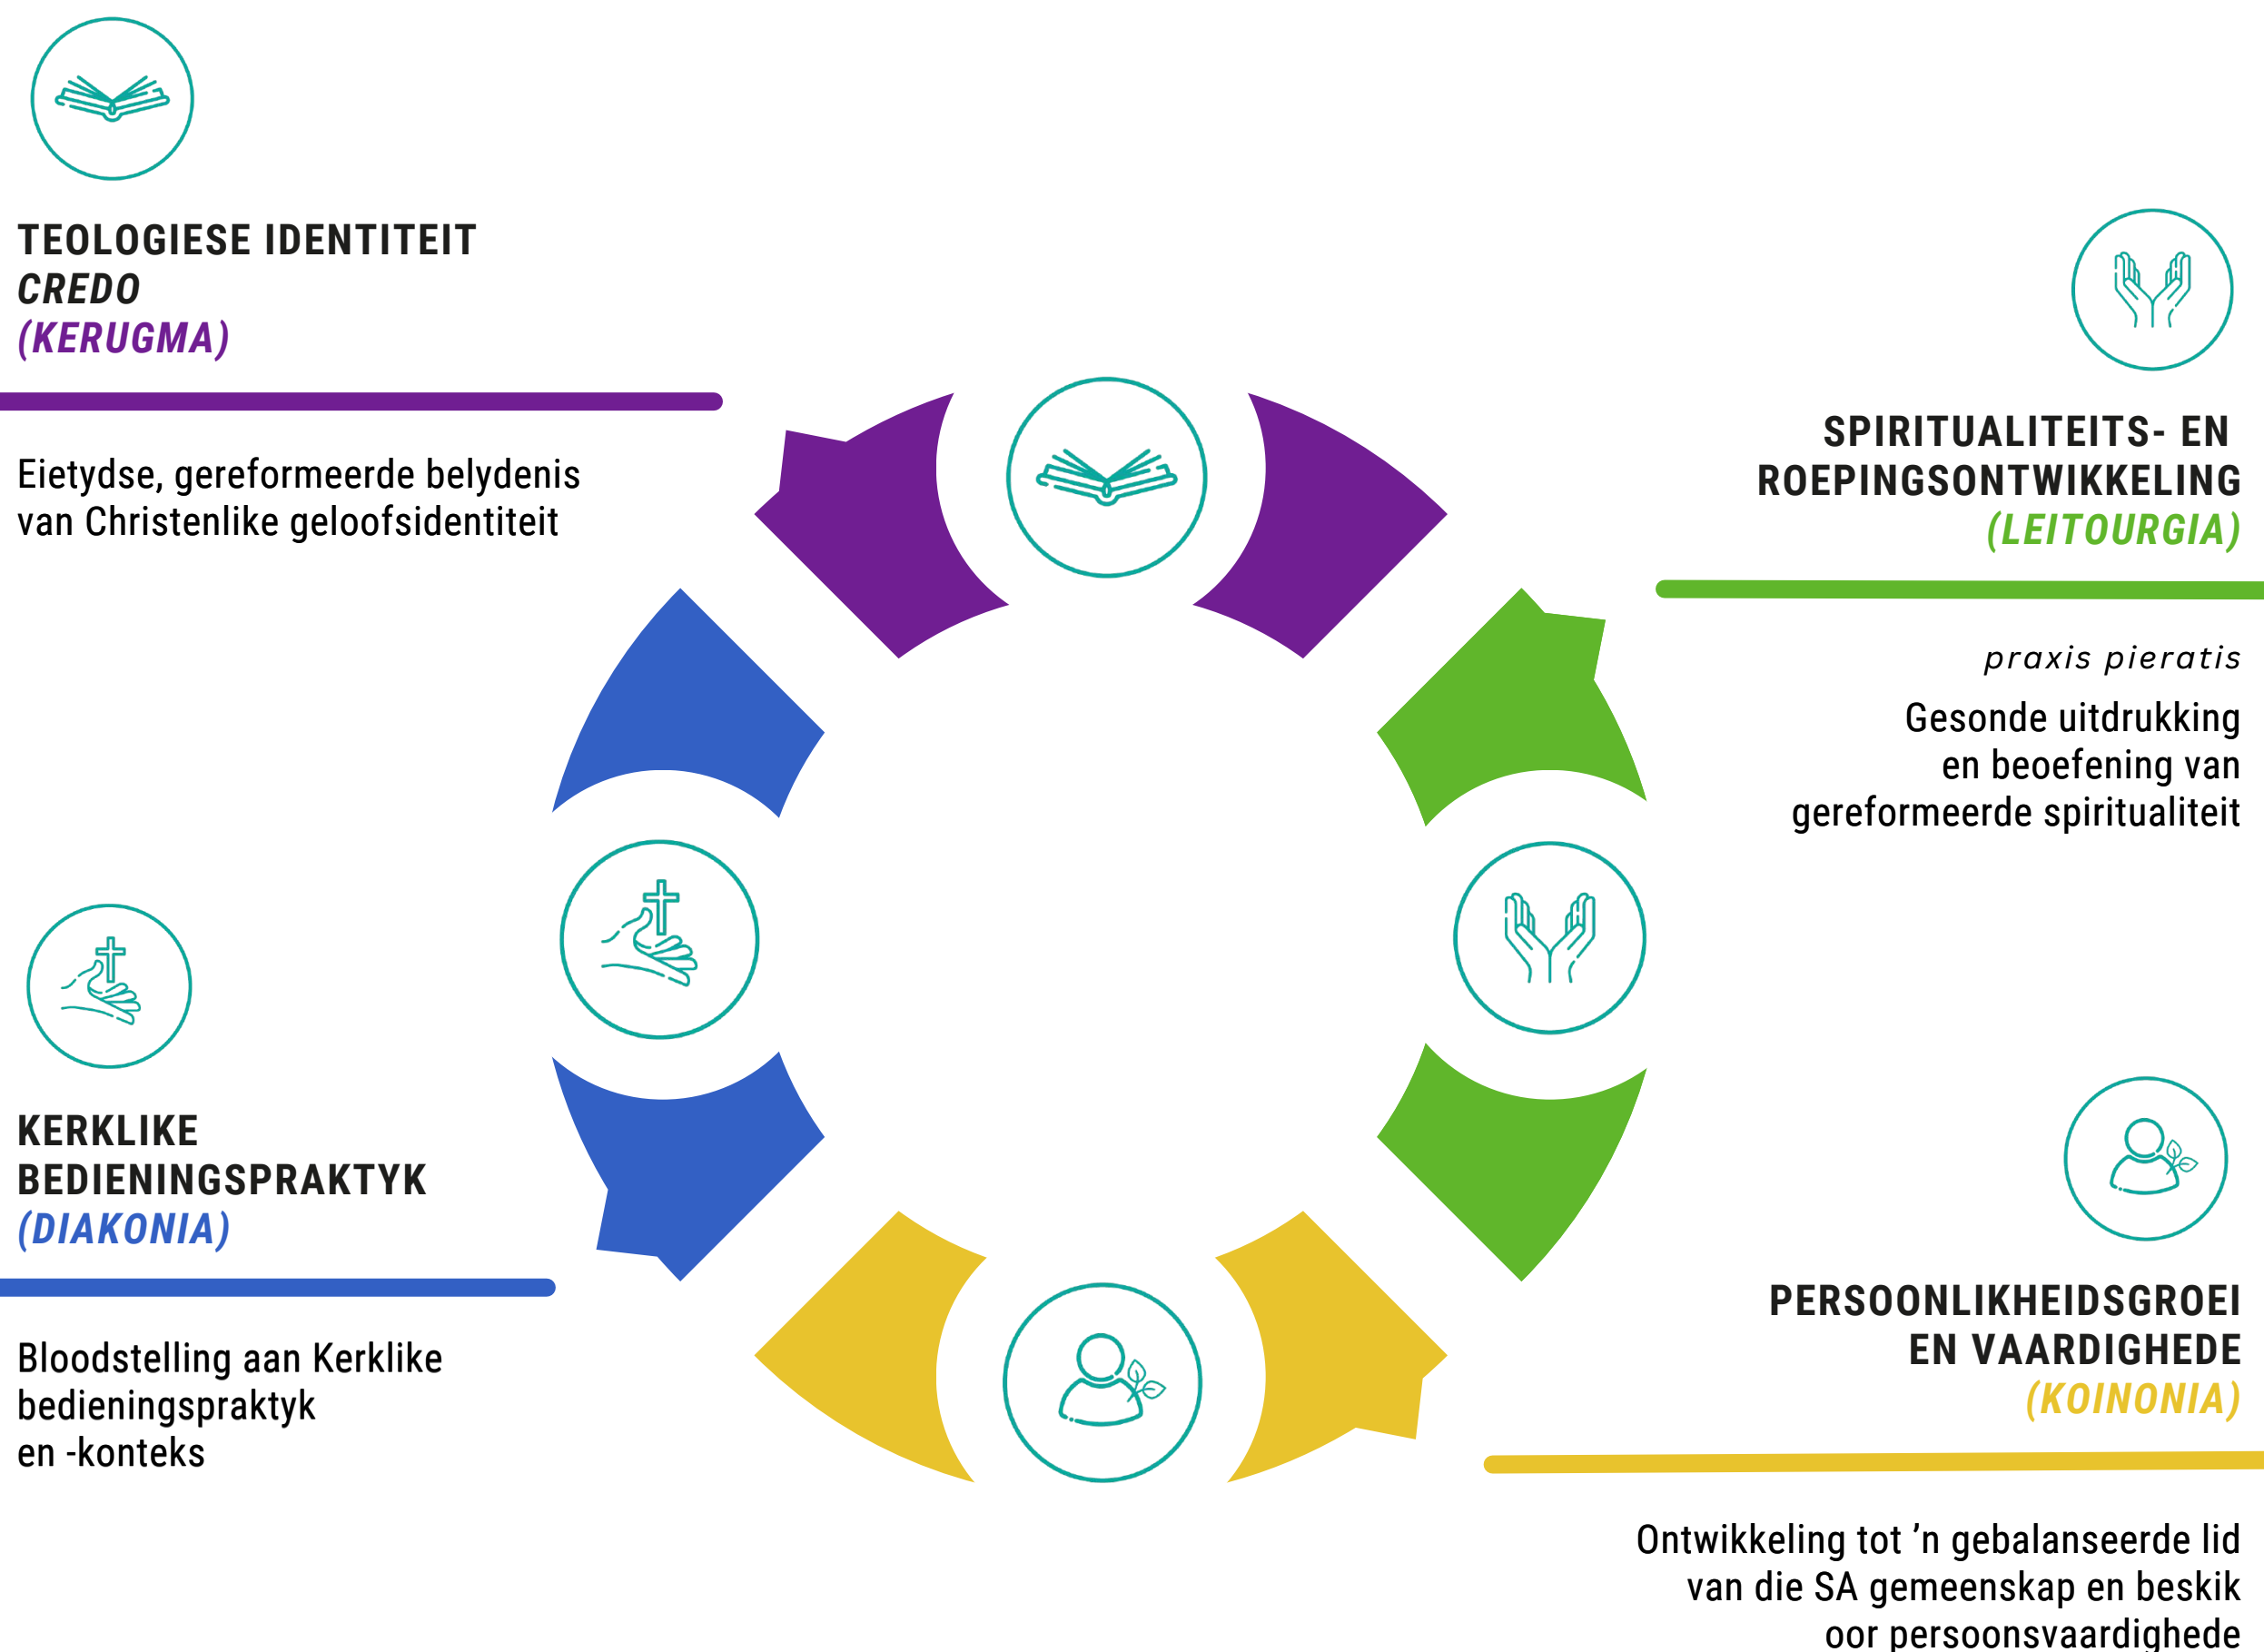 TEOLOGIESE IDENTITEIT
CREDO
(KERUGMA)
Eietydse, gereformeerde belydenis
van Christenlike geloofsidentiteit
SPIRITUALITEITS- EN
ROEPINGSONTWIKKELING
(LEITOURGIA)
praxis pieratis
Gesonde uitdrukking
en beoefening van
gereformeerde spiritualiteit
KERKLIKE
BEDIENINGSPRAKTYK
(DIAKONIA)
Bloodstelling aan Kerklike
bedieningspraktyk
en -konteks
PERSOONLIKHEIDSGROEI
EN VAARDIGHEDE
(KOINONIA)
Ontwikkeling tot ’n gebalanseerde lid
van die SA gemeenskap en beskik
oor persoonsvaardighede